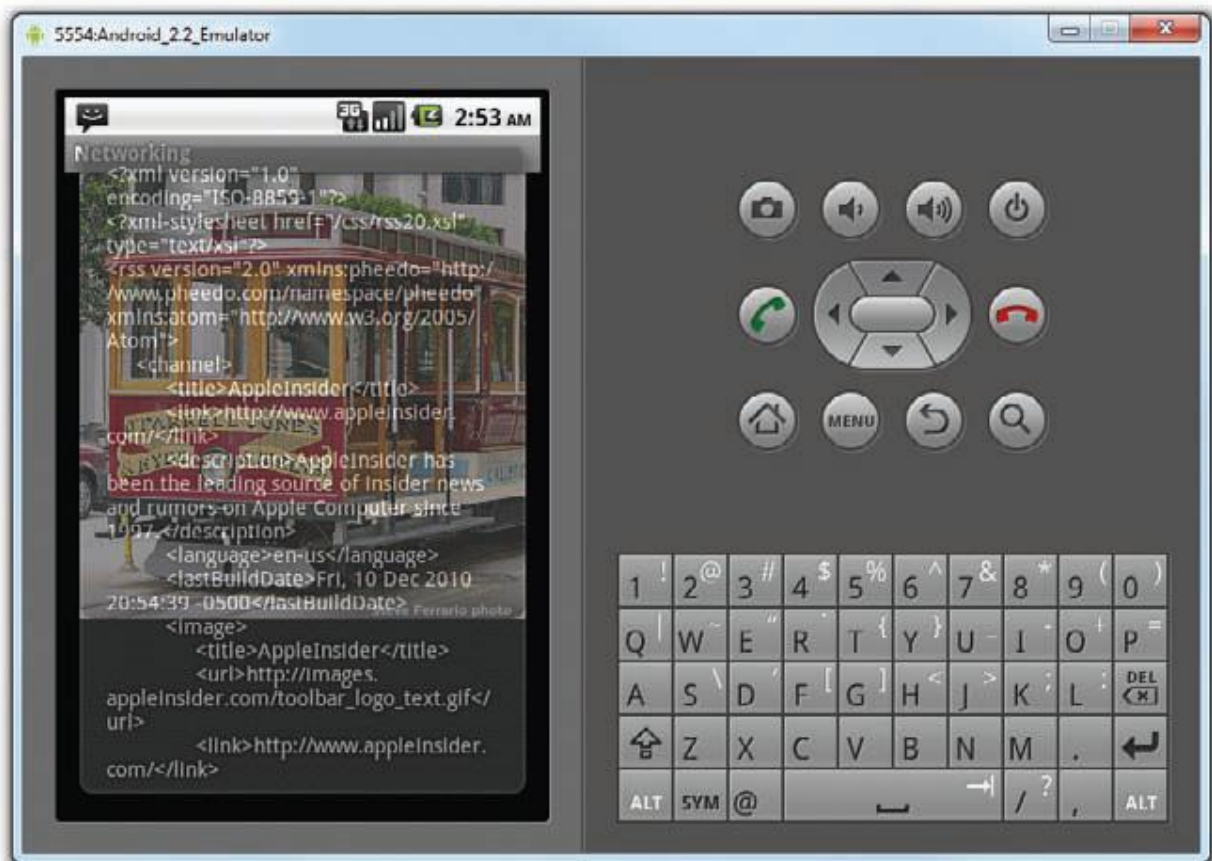 5554:Android_2.2_Emulator
3G 2:53 AM
Networking
<?xml version="1.0"
encoding="ISO-8859-1"?>
<?xml-stylesheet href="/css/rss20.xsl"
type="text/xsl"?>
<rss version="2.0" xmlns:pheedo="http:/
/www.pheedo.com/namespace/pheedo"
xmlns:atom="http://www.w3.org/2005/
Atom">
<channel>
<title>AppleInsider</title>
<link>http://www.appleinsider.
com/</link>
<description>AppleInsider has
been the leading source of insider news
and rumors on Apple Computer since
1997.</description>
<language>en-us</language>
<lastBuildDate>Fri, 10 Dec 2010
20:54:39 -0500</lastBuildDate>
Ferrario photo
<image>
<title>AppleInsider</title>
<url>http://images.
appleinsider.com/toolbar_logo_text.gif</
url>
<link>http://www.appleinsider.
com/</link>
MENU
1 ! 2 @ 3 # 4 $ 5 % 6 ^ 7 & 8 * 9 ( 0 )
Q | W ~ E " R ` T { Y } U _ I - O + P =
A S \ D ' F [ G ] H < J > K ; L : DEL
Z X C V B N M .
ALT SYM @ / ? , ALT